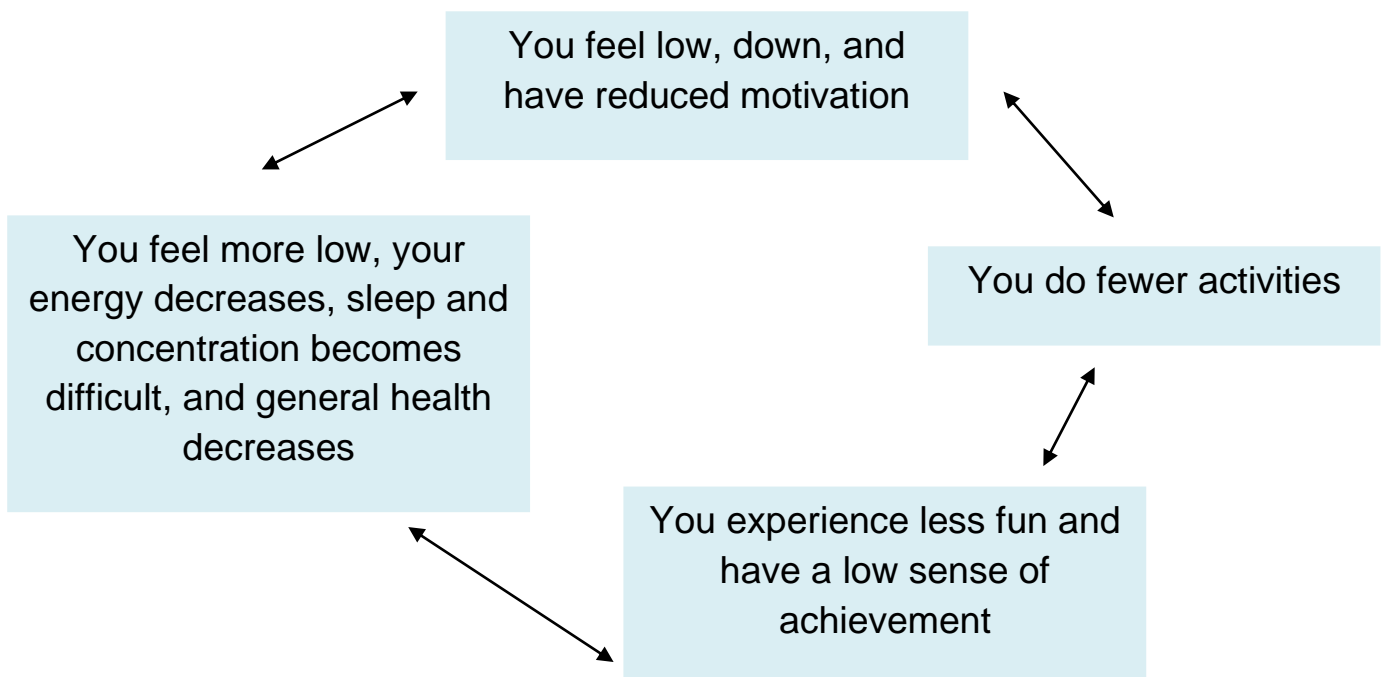 You feel low, down, and
have reduced motivation
You feel more low, your
energy decreases, sleep and
concentration becomes
difficult, and general health
decreases
You do fewer activities
You experience less fun and
have a low sense of
achievement